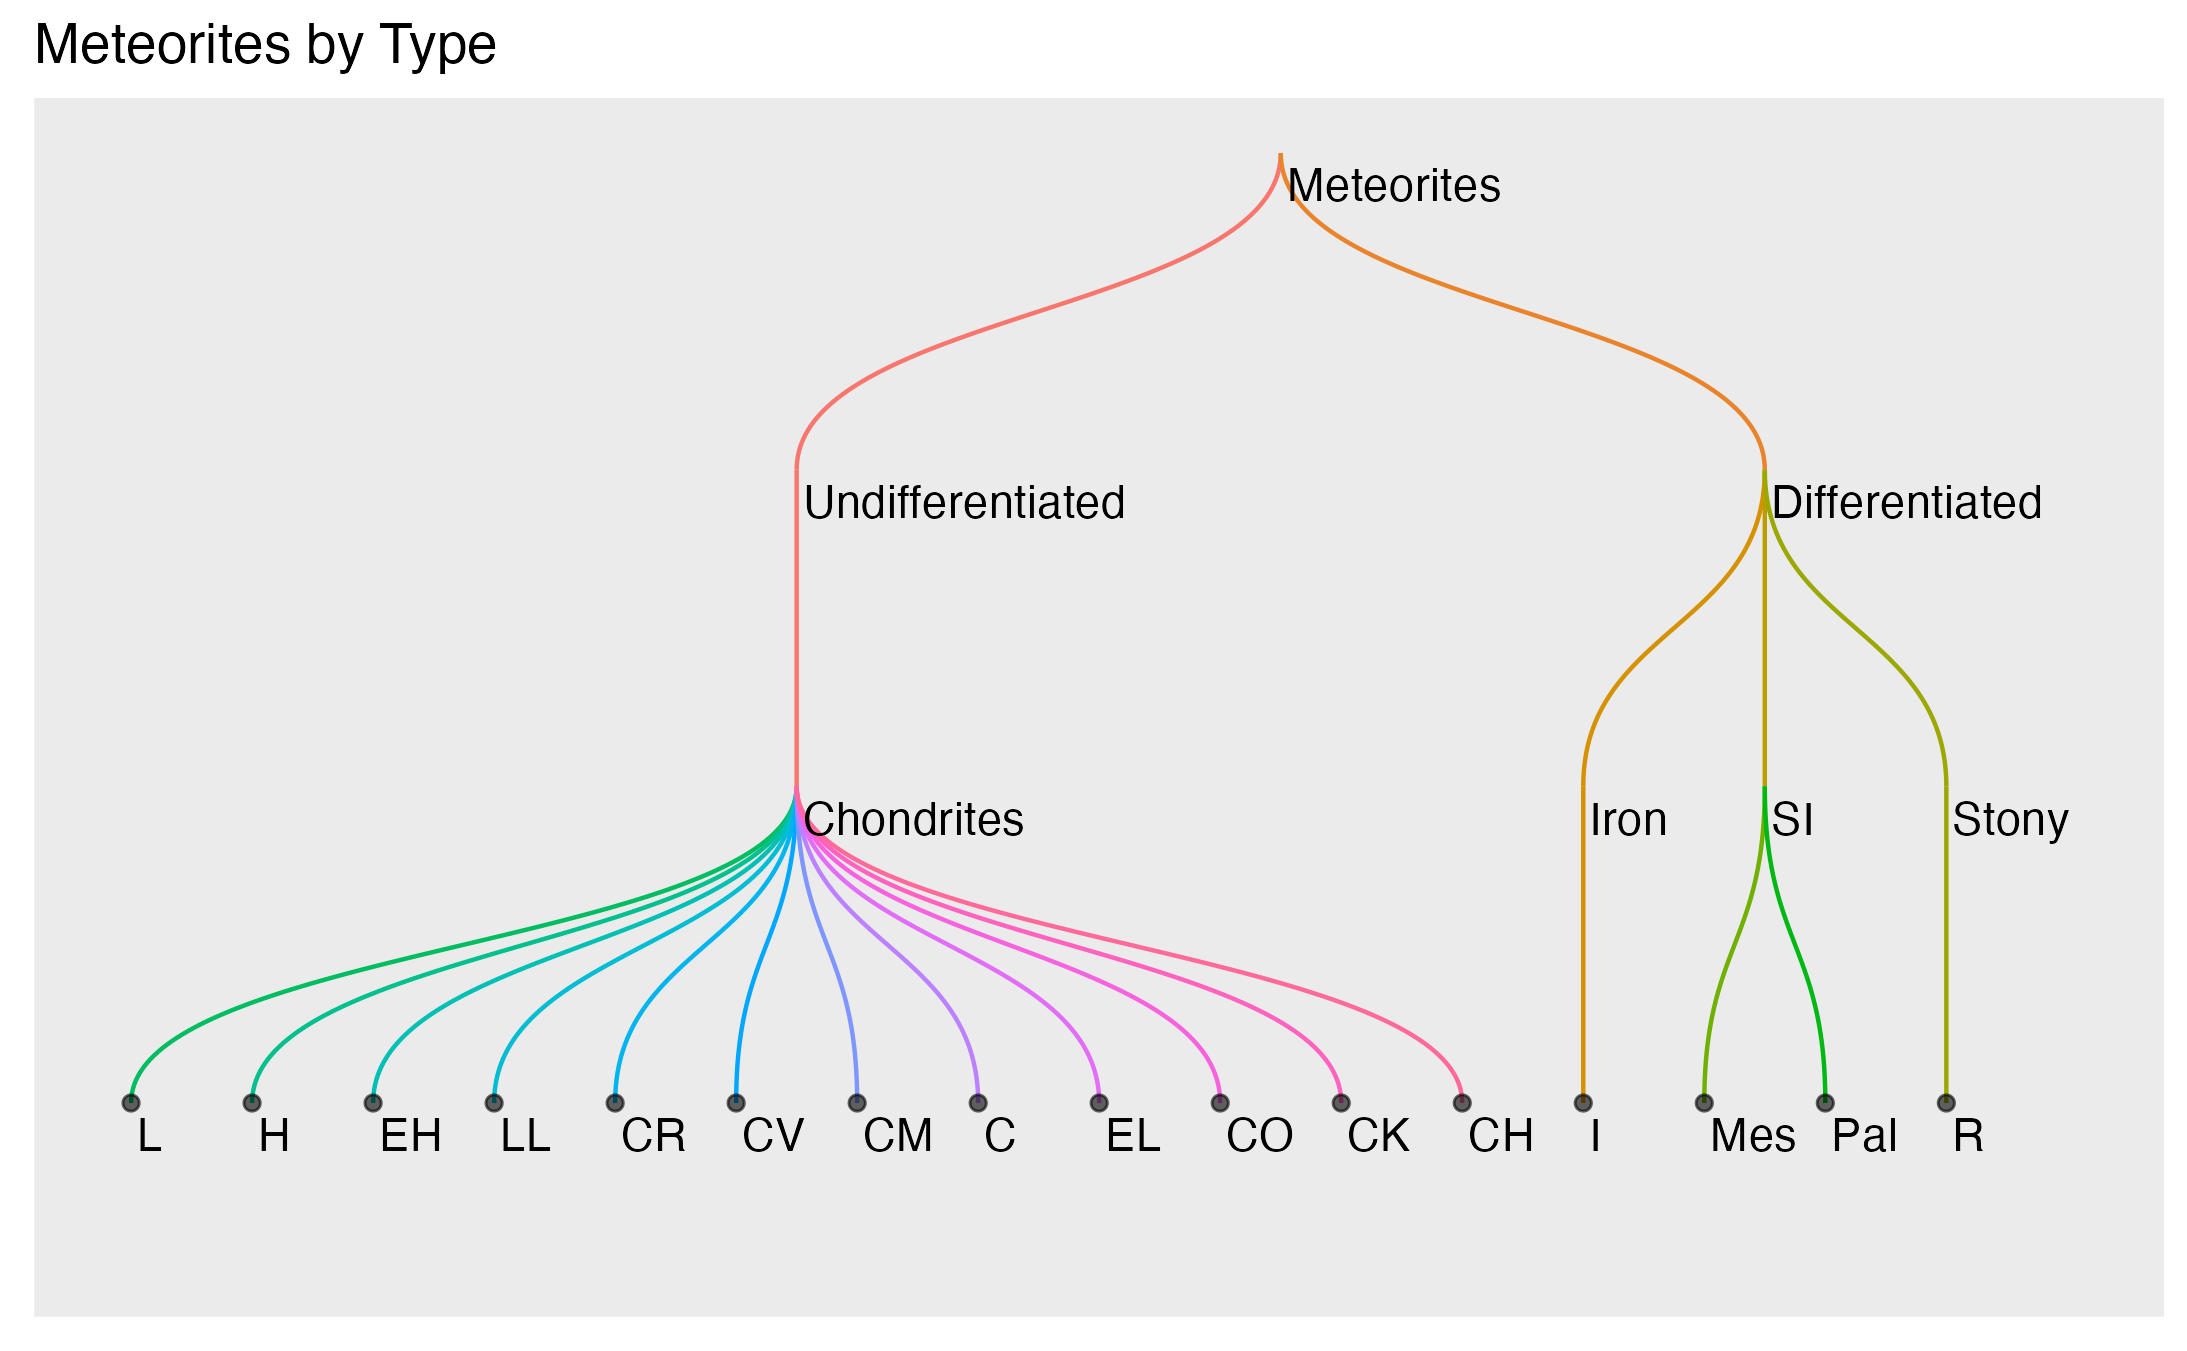 Meteorites by Type
Meteorites
Undifferentiated
Differentiated
Chondrites
Iron
SI
Stony
L
H
EH
LL
CR
CV
CM
C
EL
CO
CK
CH
I
Mes
Pal
R